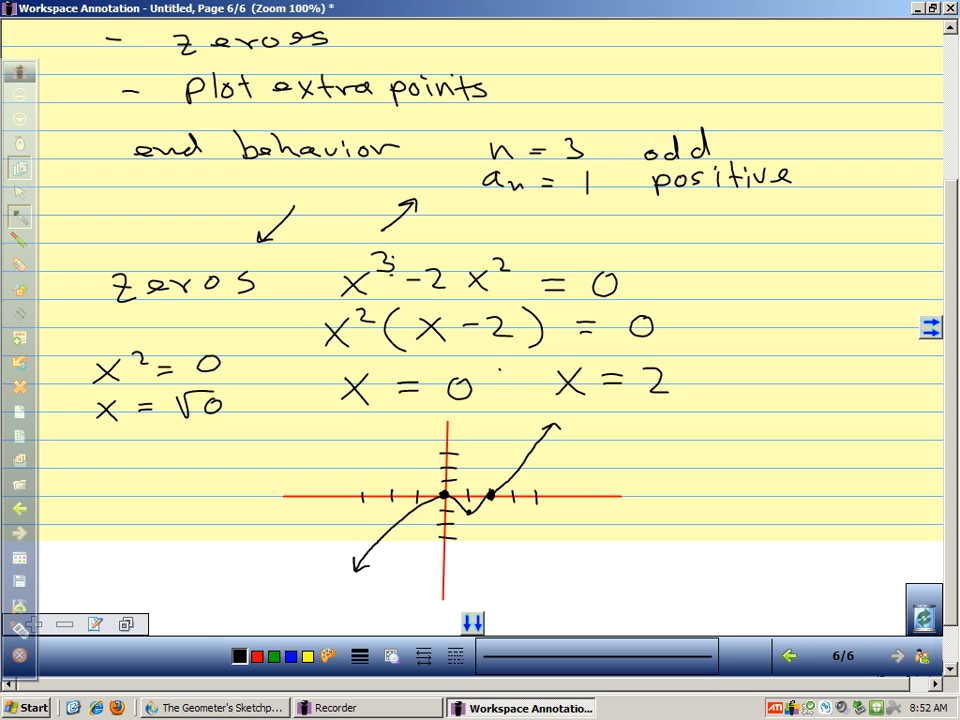 Workspace Annotation - Untitled, Page 6/6 (Zoom 100%) *
- zeroes
- plot extra points
end behavior n = 3 odd
aₙ = 1 positive
zeros x³ - 2x² = 0
x²(x - 2) = 0
x² = 0
x = 0 x = 2
x = √0
6/6
Start The Geometer's Sketchp... Recorder Workspace Annotatio... ATI 8:52 AM